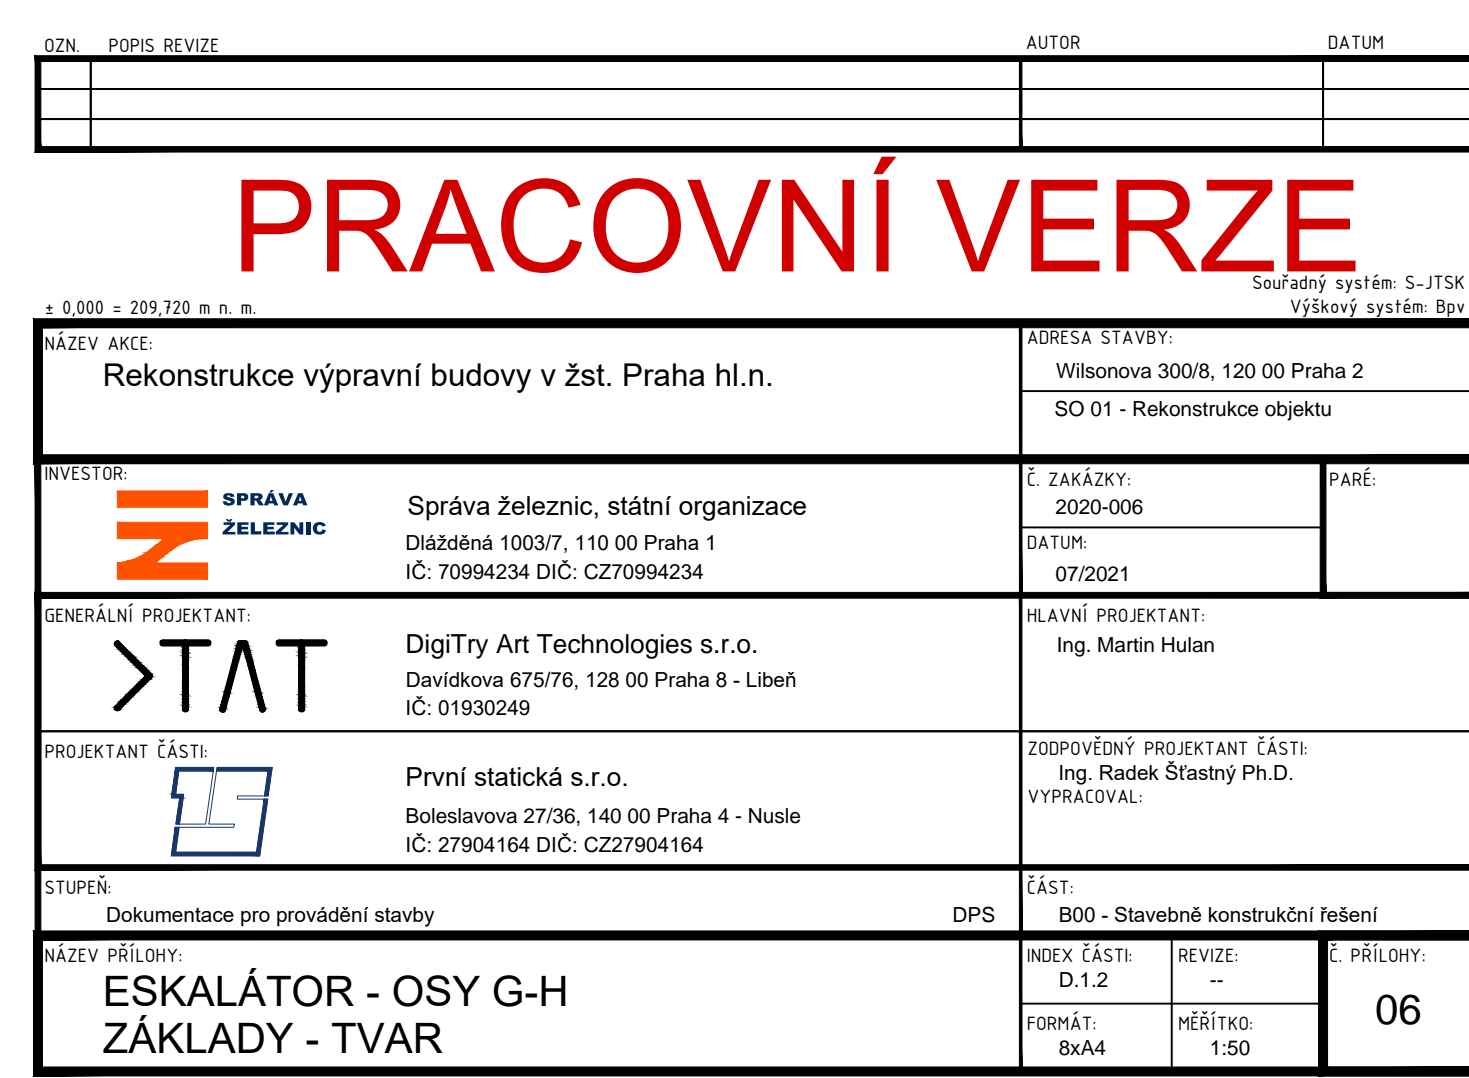 OZN. POPIS REVIZE AUTOR DATUM
PRACOVNÍ VERZE
Souřadný systém: S-JTSK
± 0,000 = 209,720 m n. m. Výškový systém: Bpv
NÁZEV AKCE:
Rekonstrukce výpravní budovy v žst. Praha hl.n.
ADRESA STAVBY:
Wilsonova 300/8, 120 00 Praha 2
SO 01 - Rekonstrukce objektu
INVESTOR:
SPRÁVA
ŽELEZNIC
Správa železnic, státní organizace
Dlážděná 1003/7, 110 00 Praha 1
IČ: 70994234 DIČ: CZ70994234
Č. ZAKÁZKY:
2020-006
DATUM:
07/2021
PARÉ:
GENERÁLNÍ PROJEKTANT:
DigiTry Art Technologies s.r.o.
Davídkova 675/76, 128 00 Praha 8 - Libeň
IČ: 01930249
HLAVNÍ PROJEKTANT:
Ing. Martin Hulan
PROJEKTANT ČÁSTI:
První statická s.r.o.
Boleslavova 27/36, 140 00 Praha 4 - Nusle
IČ: 27904164 DIČ: CZ27904164
ZODPOVĚDNÝ PROJEKTANT ČÁSTI:
Ing. Radek Šťastný Ph.D.
VYPRACOVAL:
STUPEŇ:
Dokumentace pro provádění stavby DPS
ČÁST:
B00 - Stavebně konstrukční řešení
NÁZEV PŘÍLOHY:
ESKALÁTOR - OSY G-H
ZÁKLADY - TVAR
INDEX ČÁSTI:
D.1.2
REVIZE:
--
FORMÁT:
8xA4
MĚŘÍTKO:
1:50
Č. PŘÍLOHY:
06